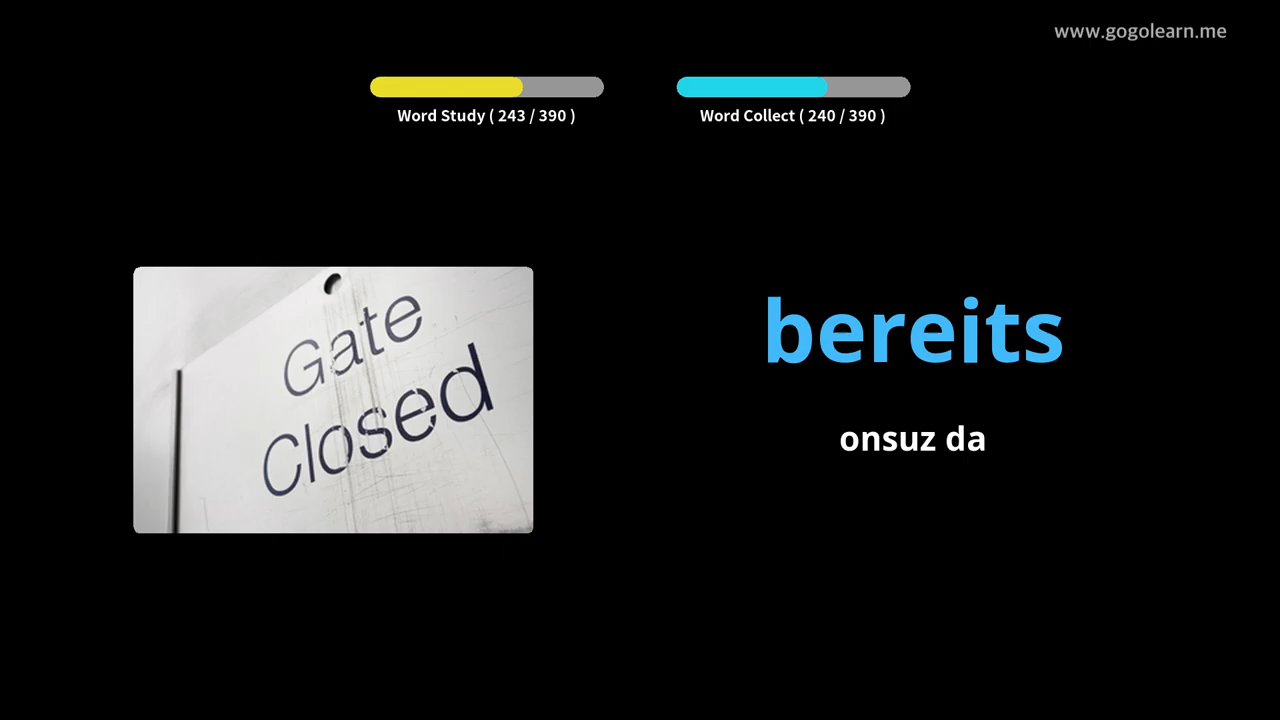 www.gogolearn.me
Word Study ( 243 / 390 )
Word Collect ( 240 / 390 )
Gate
Closed
bereits
onsuz da